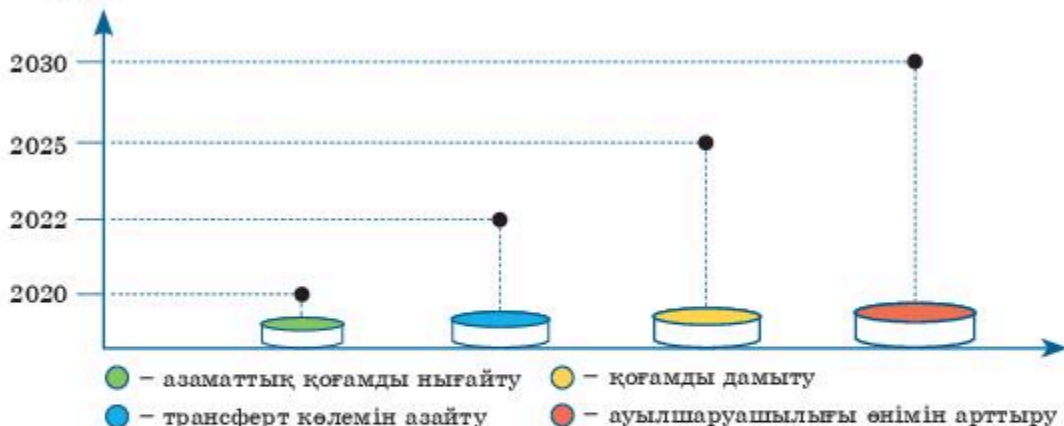 2030
2025
2022
2020
– азаматтық қоғамды нығайту
– қоғамды дамыту
– трансферт көлемін азайту
– ауылшаруашылығы өнімін арттыру